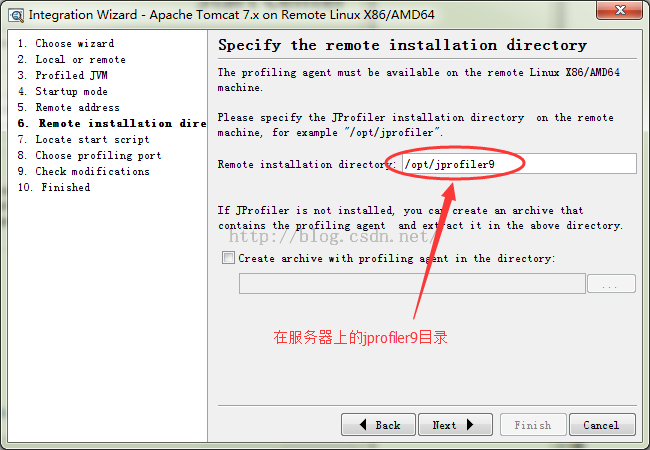 Integration Wizard - Apache Tomcat 7.x on Remote Linux X86/AMD64
1. Choose wizard
2. Local or remote
3. Profiled JVM
4. Startup mode
5. Remote address
6. Remote installation dire
7. Locate start script
8. Choose profiling port
9. Check modifications
10. Finished
Specify the remote installation directory
The profiling agent must be available on the remote Linux X86/AMD64
machine.
Please specify the JProfiler installation directory on the remote
machine, for example "/opt/jprofiler".
Remote installation directory: /opt/jprofiler9
If JProfiler is not installed, you can create an archive that
contains the profiling agent and extract it in the above directory.
http://blog.csdn.net/
Create archive with profiling agent in the directory:
...
在服务器上的jprofiler9目录
Back Next Finish Cancel